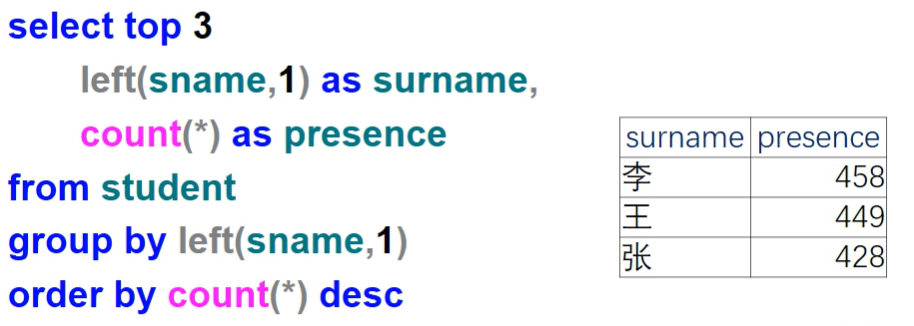 select top 3
left(sname,1) as surname,
count(*) as presence
from student
group by left(sname,1)
order by count(*) desc
surname presence
李 458
王 449
张 428